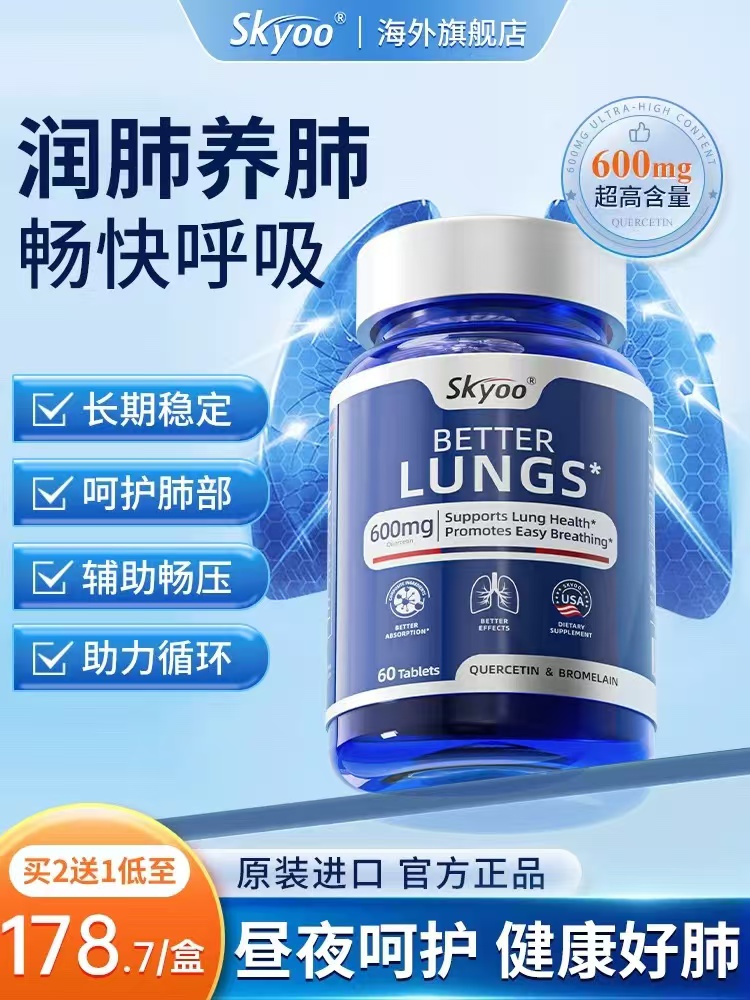 Skyoo® | 海外旗舰店
润肺养肺
畅快呼吸
600MG ULTRA-HIGH CONTENT
600mg
超高含量
QUERCETIN
长期稳定
呵护肺部
辅助畅压
助力循环
Skyoo®
BETTER
LUNGS*
600mg
Quercetin
Supports Lung Health*
Promotes Easy Breathing*
BETTER
ABSORPTION*
BETTER
EFFECTS
SKYOO
USA
DIETARY
SUPPLEMENT
60 Tablets
QUERCETIN & BROMELAIN
买2送1低至
178.7/盒
原装进口 官方正品
昼夜呵护 健康好肺